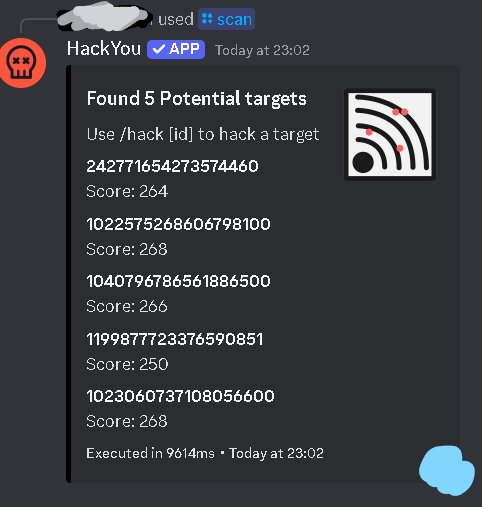 used scan
HackYou ✓ APP Today at 23:02
Found 5 Potential targets
Use /hack [id] to hack a target
242771654273574460
Score: 264
1022575268606798100
Score: 268
1040796786561886500
Score: 266
1199877723376590851
Score: 250
1023060737108056600
Score: 268
Executed in 9614ms • Today at 23:02